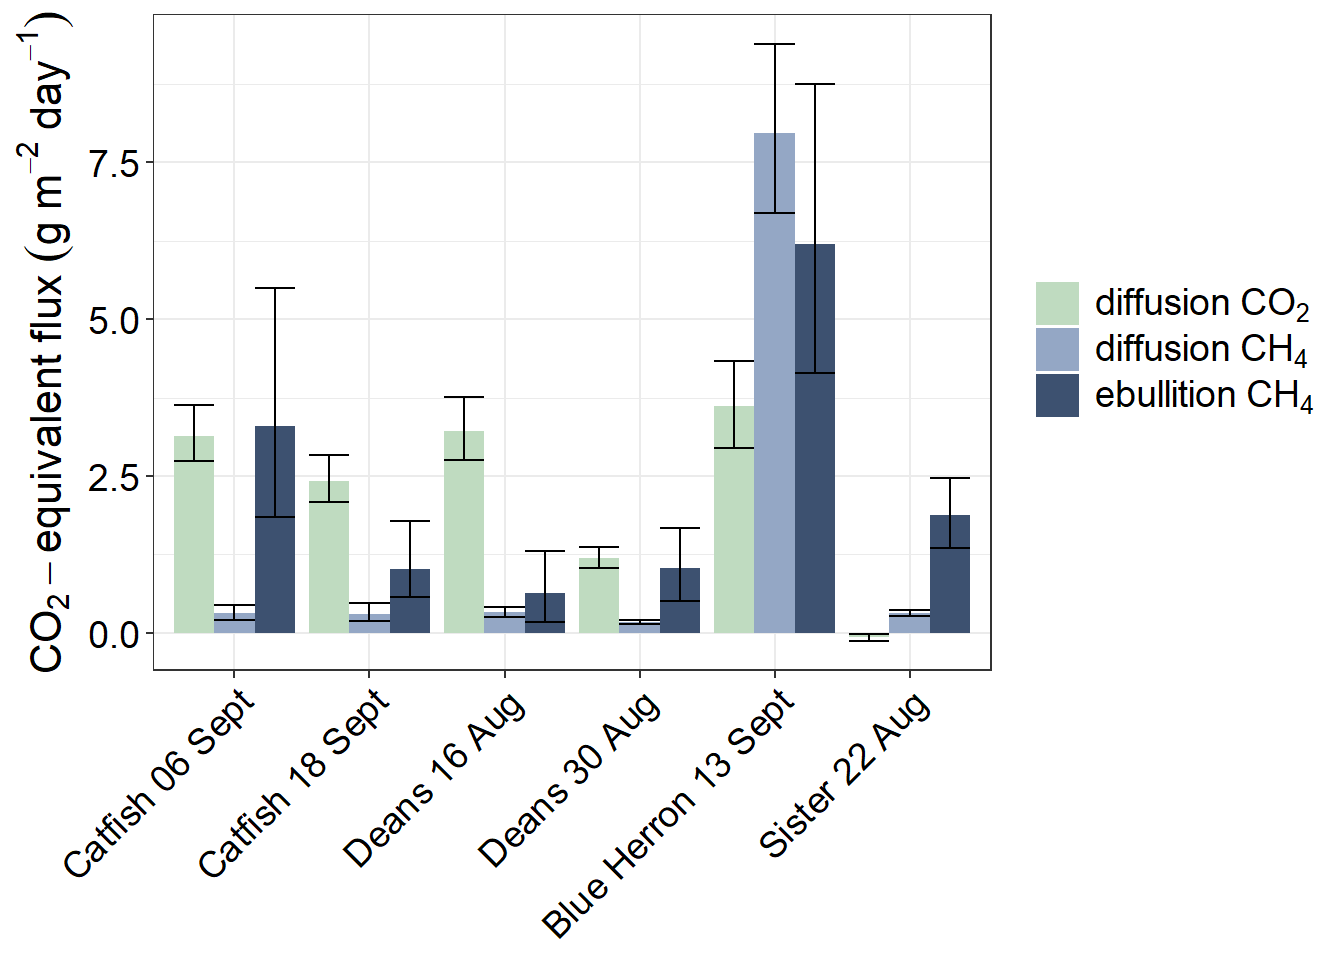 CO₂ − equivalent flux (g m⁻² day⁻¹)
7.5
5.0
2.5
0.0
Catfish 06 Sept
Catfish 18 Sept
Deans 16 Aug
Deans 30 Aug
Blue Herron 13 Sept
Sister 22 Aug
diffusion CO₂
diffusion CH₄
ebullition CH₄